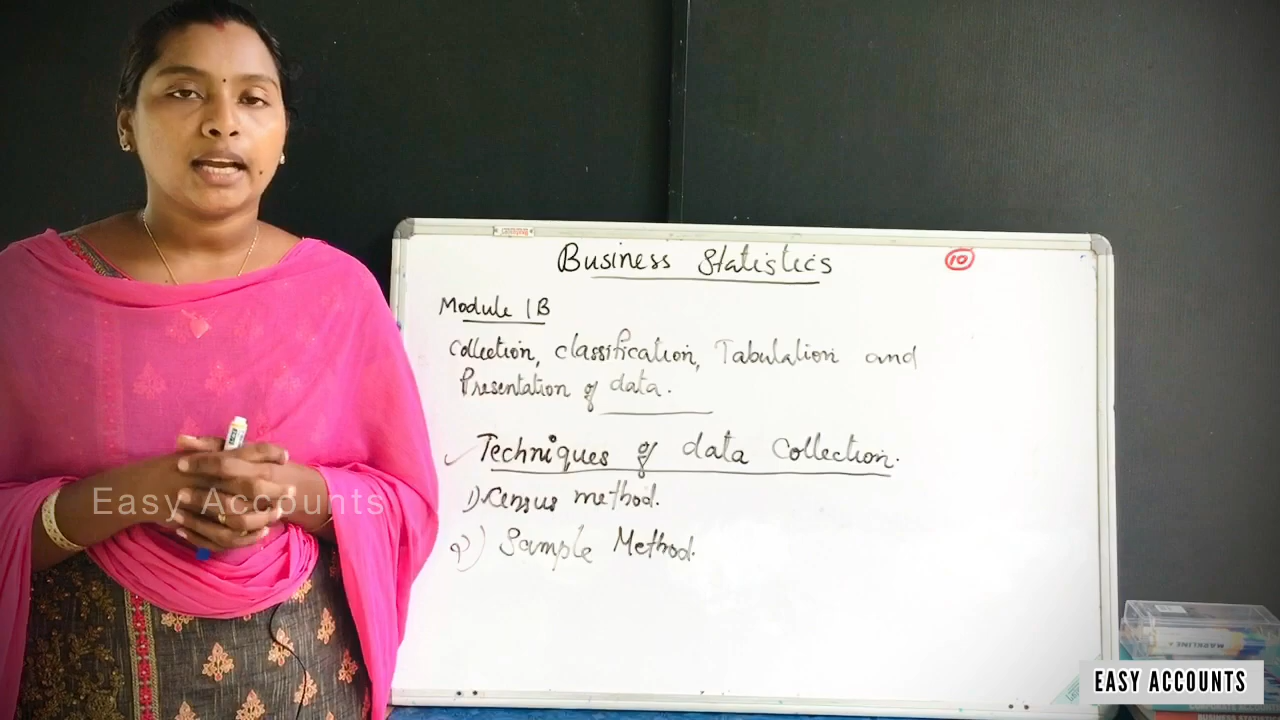 Business Statistics
10
Module 1B
Collection, Classification, Tabulation and
Presentation of data.
Techniques of data Collection.
1) Census method.
2) Sample Method.
Easy Accounts
EASY ACCOUNTS